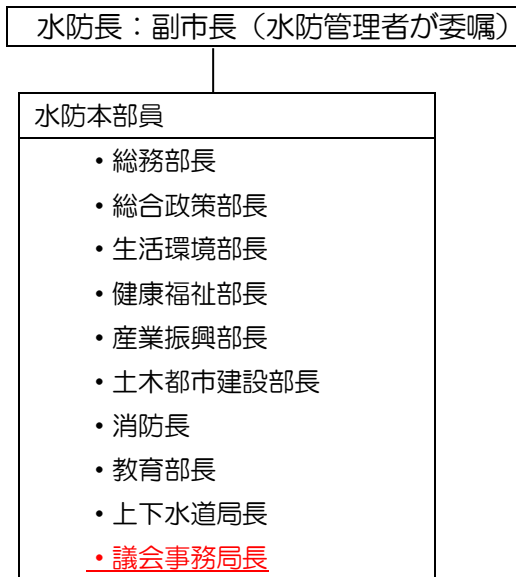 水防長：副市長（水防管理者が委嘱）
水防本部員
・総務部長
・総合政策部長
・生活環境部長
・健康福祉部長
・産業振興部長
・土木都市建設部長
・消防長
・教育部長
・上下水道局長
・議会事務局長